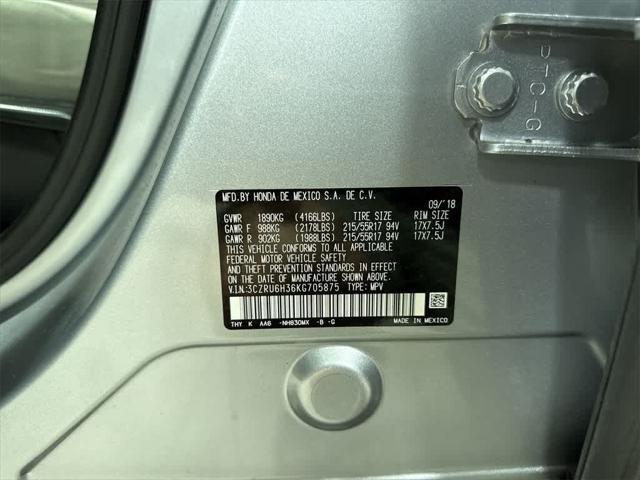 PTC-G
MFD.BY HONDA DE MEXICO S.A. DE C.V. 09/'18
GVWR 1890KG (4166LBS) TIRE SIZE RIM SIZE
GAWR F 988KG (2178LBS) 215/55R17 94V 17X7.5J
GAWR R 902KG (1988LBS) 215/55R17 94V 17X7.5J
THIS VEHICLE CONFORMS TO ALL APPLICABLE
FEDERAL MOTOR VEHICLE SAFETY,
BUMPER, AND THEFT PREVENTION STANDARDS IN EFFECT
ON THE DATE OF MANUFACTURE SHOWN ABOVE.
V.I.N.:3CZRU6H36KG705875 TYPE: MPV
THY K AA6 -NH830MX -B -G MADE IN MEXICO